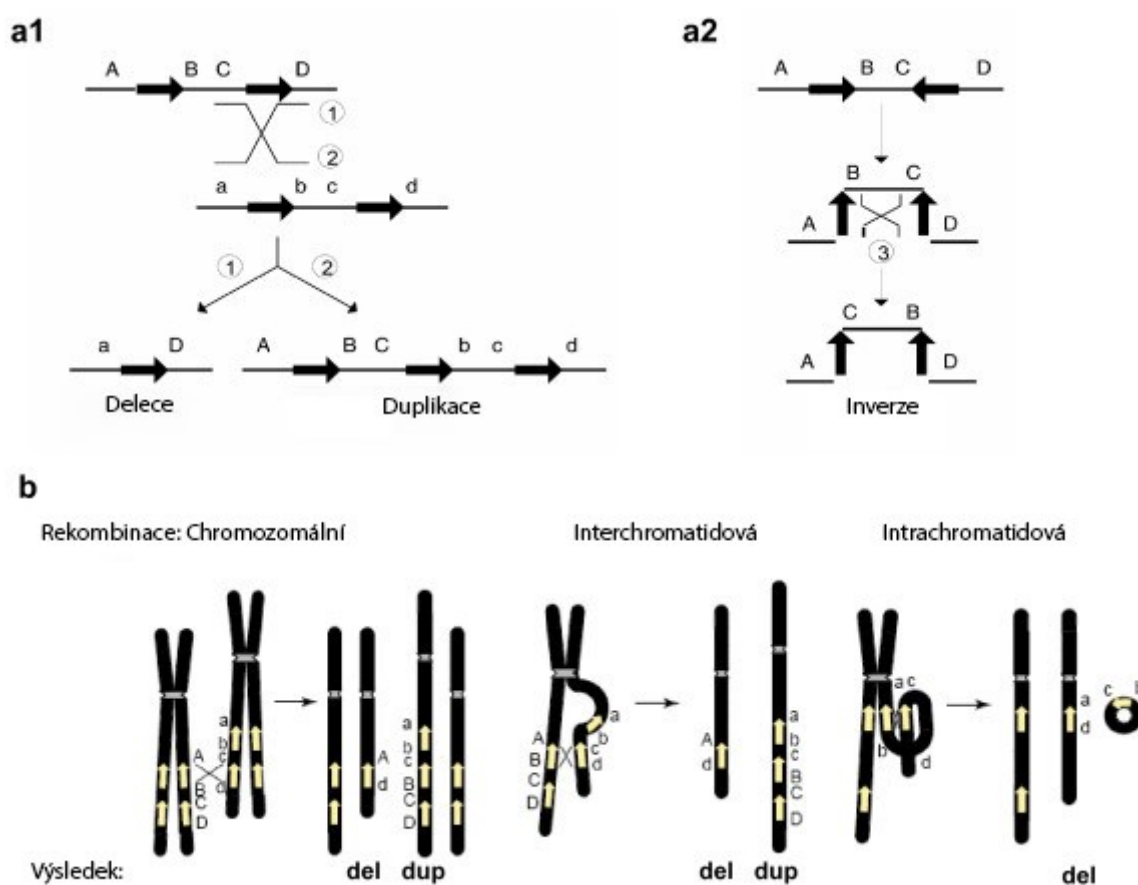 a1
A B C D
1
2
a b c d
1 2
a D A B C b c d
Delece Duplikace
a2
A B C D
B C
A D
3
C B
A D
Inverze
b
Rekombinace: Chromozomální Interchromatidová Intrachromatidová
A B C D
a b c d
A d
a b c B C D
A B C D
a b c d
A d
a b c B C D
a c
b d
a d
c b
Výsledek: del dup del dup del